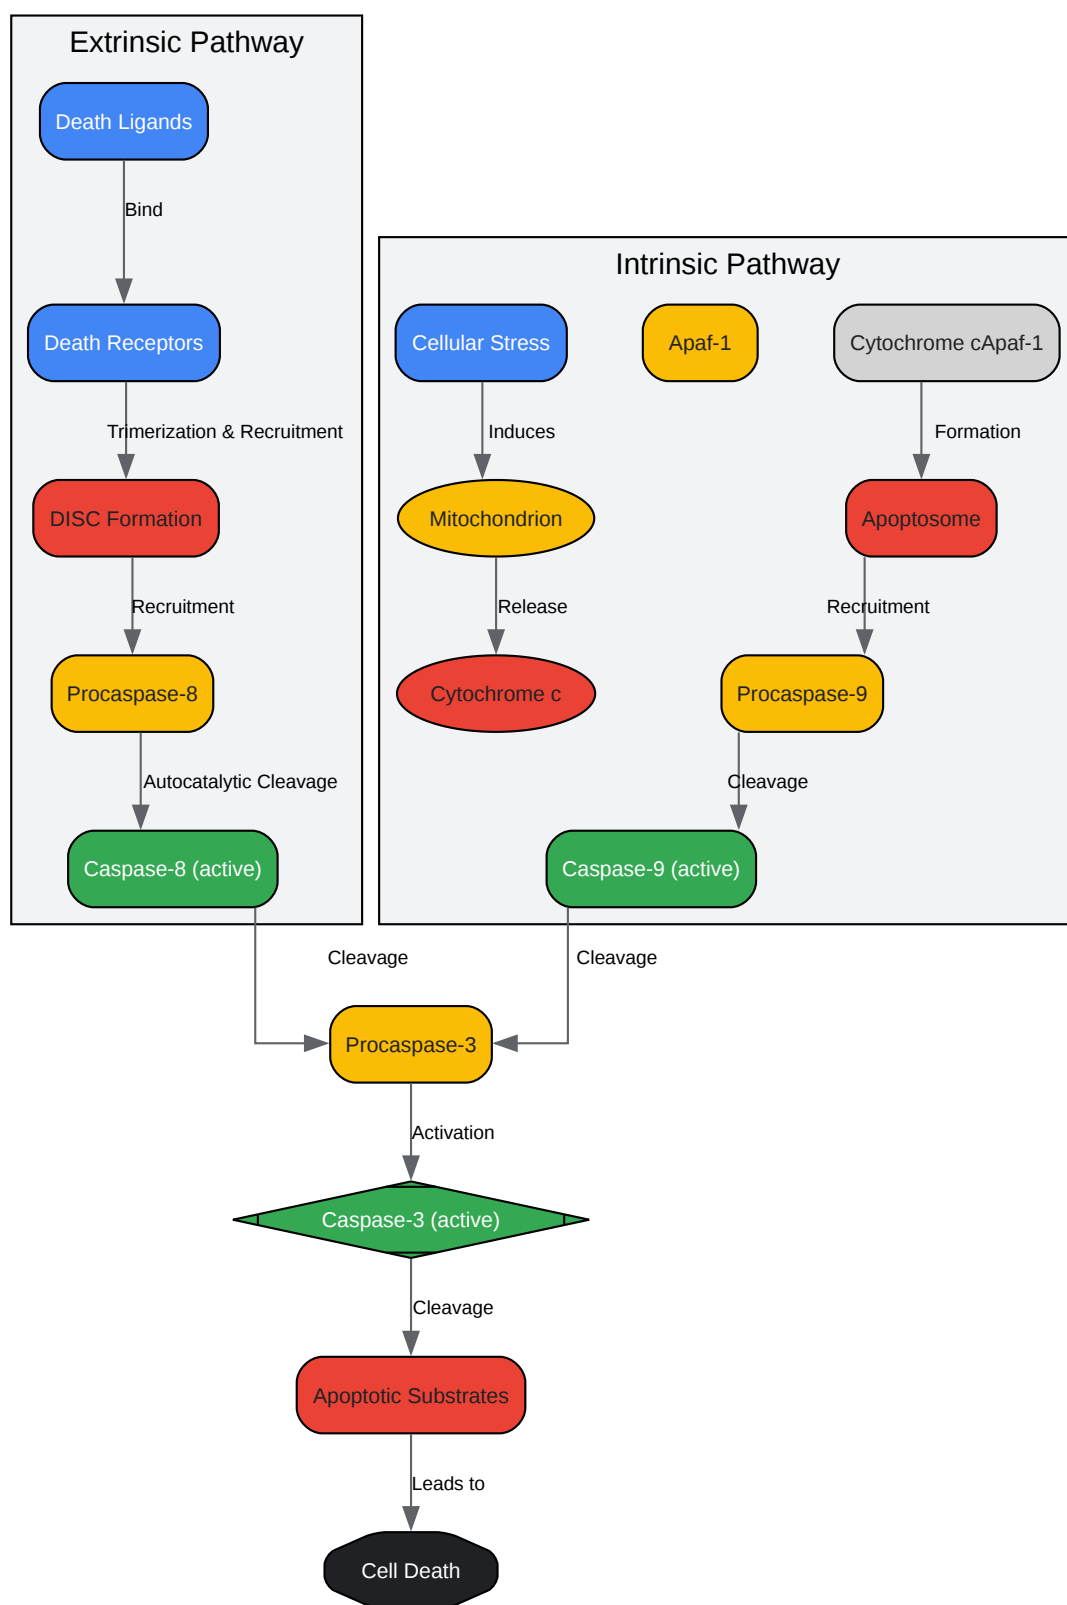 Extrinsic Pathway
Death Ligands
Bind
Death Receptors
Trimerization & Recruitment
DISC Formation
Recruitment
Procaspase-8
Autocatalytic Cleavage
Caspase-8 (active)
Intrinsic Pathway
Cellular Stress
Apaf-1
Cytochrome cApaf-1
Induces
Formation
Mitochondrion
Apoptosome
Release
Recruitment
Cytochrome c
Procaspase-9
Cleavage
Caspase-9 (active)
Cleavage
Cleavage
Procaspase-3
Activation
Caspase-3 (active)
Cleavage
Apoptotic Substrates
Leads to
Cell Death